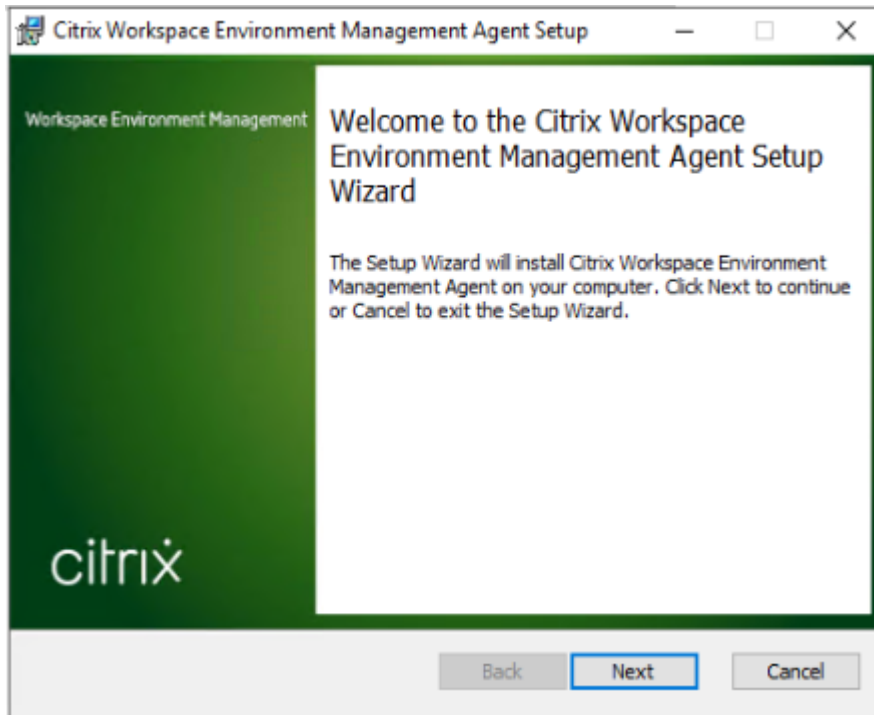 Citrix Workspace Environment Management Agent Setup
Workspace Environment Management
Welcome to the Citrix Workspace
Environment Management Agent Setup
Wizard
The Setup Wizard will install Citrix Workspace Environment
Management Agent on your computer. Click Next to continue
or Cancel to exit the Setup Wizard.
citrix
Back Next Cancel